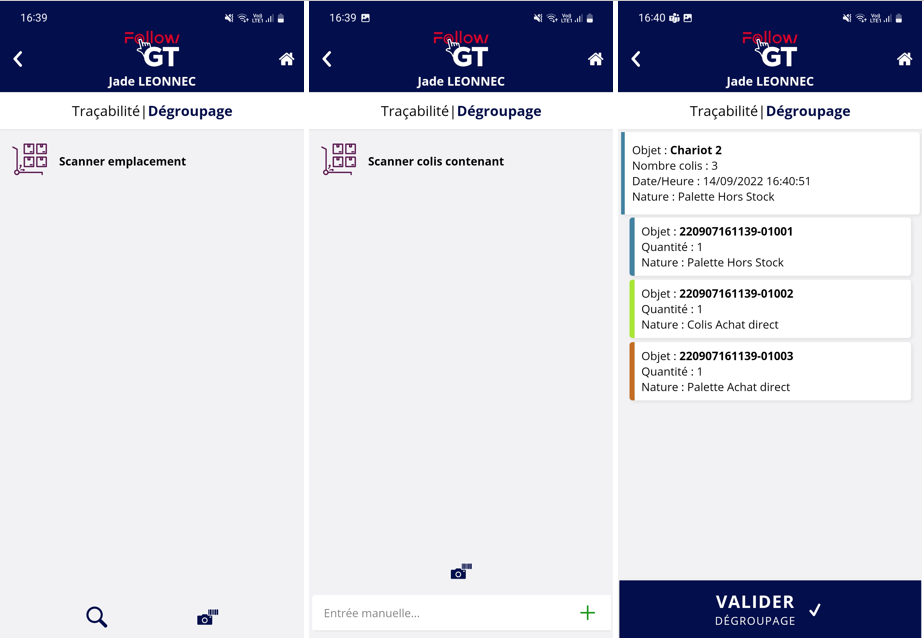 16:39
Follow
GT
Jade LEONNEC
Traçabilité|Dégroupage
Scanner emplacement
16:39
Follow
GT
Jade LEONNEC
Traçabilité|Dégroupage
Scanner colis contenant
Entrée manuelle...
16:40
Follow
GT
Jade LEONNEC
Traçabilité|Dégroupage
Objet : Chariot 2
Nombre colis : 3
Date/Heure : 14/09/2022 16:40:51
Nature : Palette Hors Stock
Objet : 220907161139-01001
Quantité : 1
Nature : Palette Hors Stock
Objet : 220907161139-01002
Quantité : 1
Nature : Colis Achat direct
Objet : 220907161139-01003
Quantité : 1
Nature : Palette Achat direct
VALIDER
DÉGROUPAGE